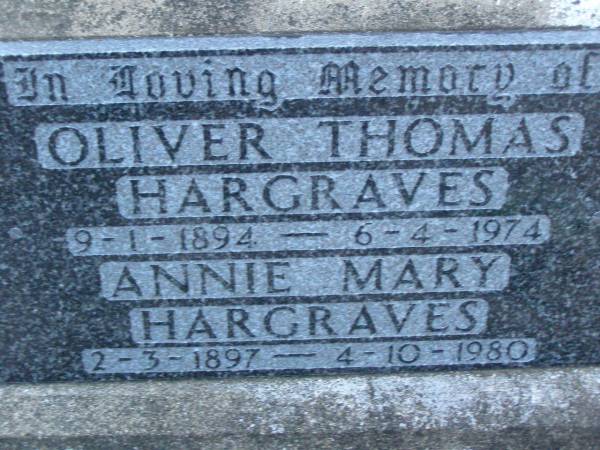 In Loving Memory of
OLIVER THOMAS
HARGRAVES
9-1-1894 — 6-4-1974
ANNIE MARY
HARGRAVES
2-3-1897 — 4-10-1980